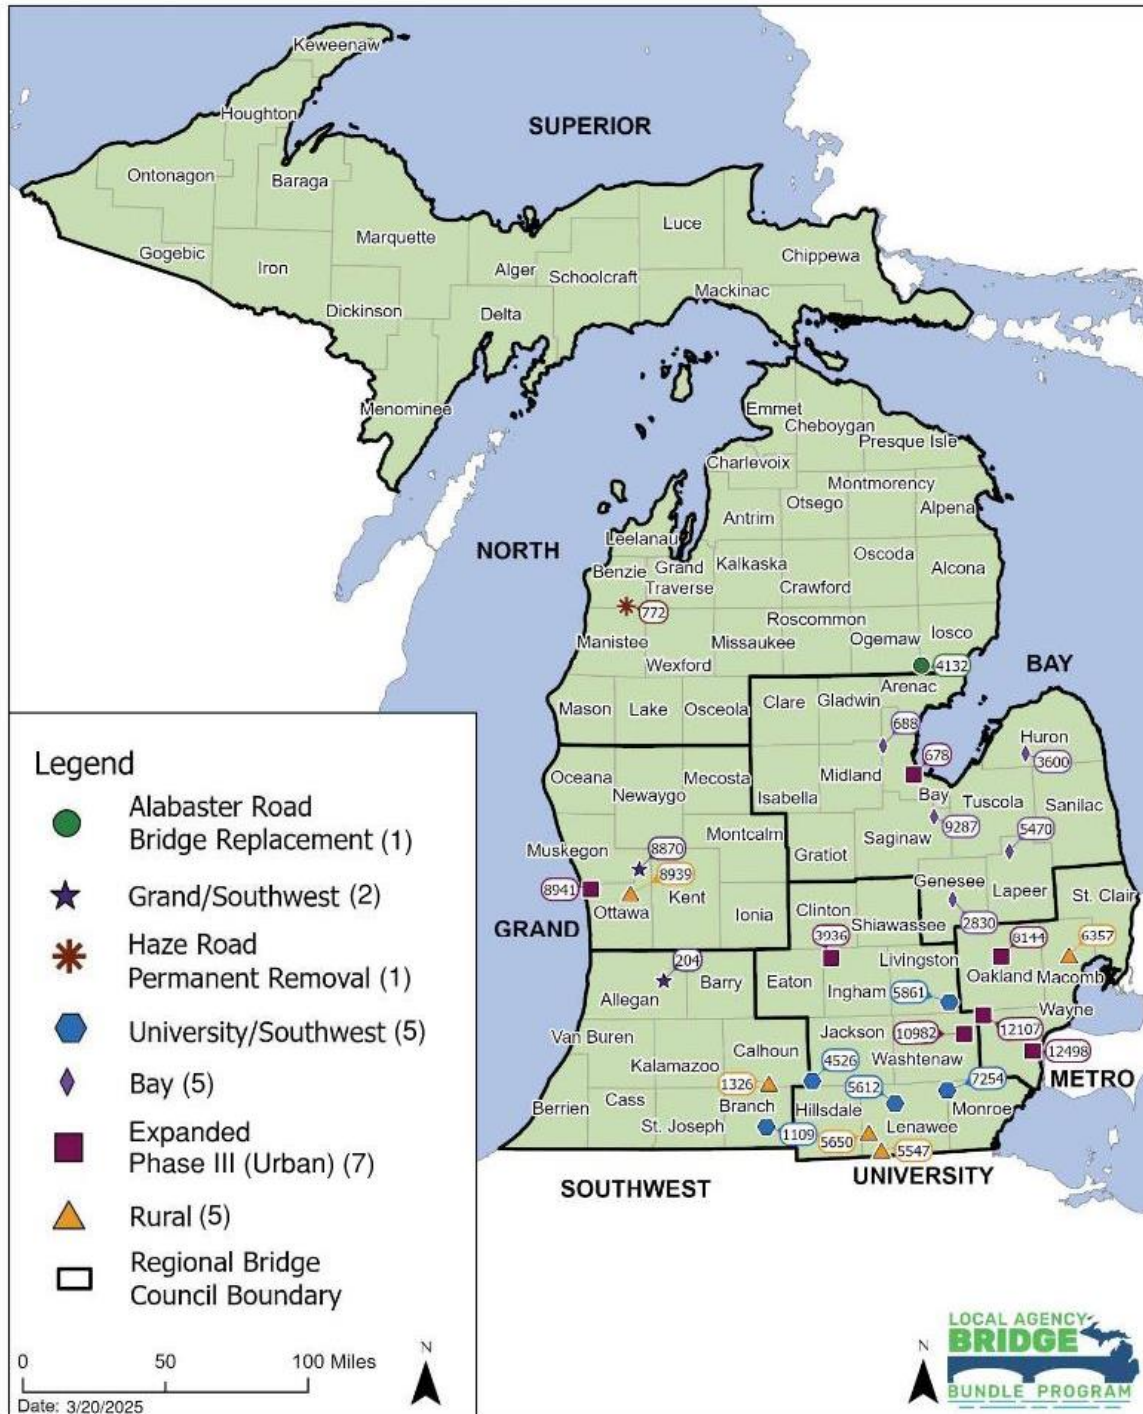 Keweenaw
Houghton
SUPERIOR
Ontonagon
Baraga
Luce
Marquette
Gogebic
Chippewa
Iron
Alger
Schoolcraft
Mackinac
Dickinson
Delta
Menominee
Emmet
Cheboygan
Presque Isle
Charlevoix
Montmorency
Otsego
Alpena
Antrim
Leelanau
NORTH
Oscoda
Kalkaska
Grand
Traverse
Benzie
Alcona
Crawford
772
Roscommon
Manistee
Missaukee
Ogemaw
Iosco
Wexford
4132
BAY
Arenac
Mason
Lake
Osceola
Clare
Gladwin
688
Huron
678
3600
Oceana
Mecosta
Midland
Newaygo
Isabella
Bay
Tuscola
Sanilac
9287
5470
Montcalm
Saginaw
Muskegon
8870
Gratiot
8939
8941
Genesee
Lapeer
St. Clair
Ottawa
Kent
Ionia
Clinton
Shiawassee
2830
GRAND
3936
8144
6357
204
Livingston
Oakland
Macomb
Allegan
Barry
Eaton
Ingham
5861
Wayne
Van Buren
Jackson
10982
12107
Calhoun
Washtenaw
12498
Kalamazoo
4526
METRO
1326
5612
7254
Berrien
Cass
Branch
Hillsdale
Monroe
St. Joseph
1109
Lenawee
5650
5547
SOUTHWEST
UNIVERSITY
Legend
Alabaster Road
Bridge Replacement (1)
Grand/Southwest (2)
Haze Road
Permanent Removal (1)
University/Southwest (5)
Bay (5)
Expanded
Phase III (Urban) (7)
Rural (5)
Regional Bridge
Council Boundary
0 50 100 Miles
N
Date: 3/20/2025
N
LOCAL AGENCY
BRIDGE
BUNDLE PROGRAM